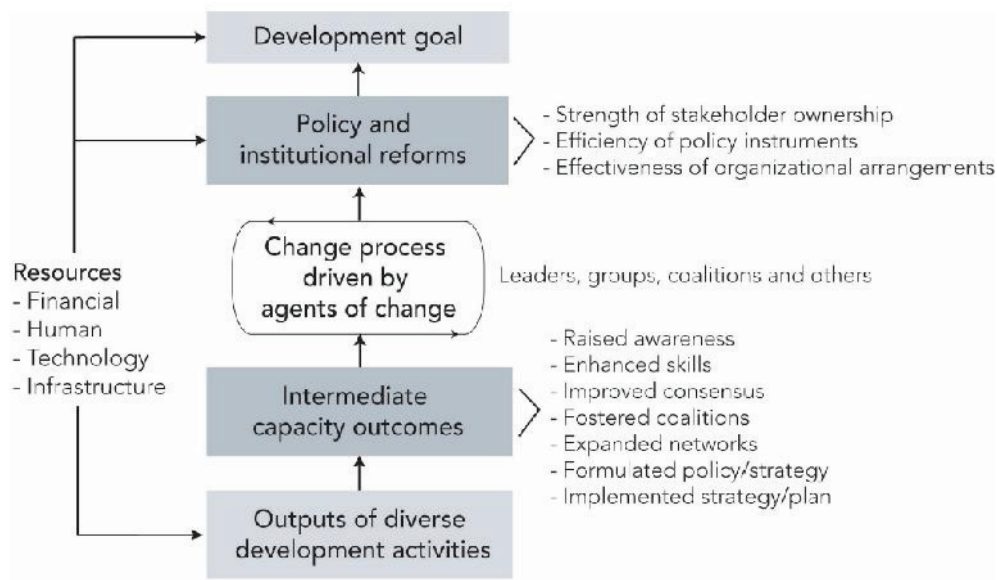 Development goal
Policy and
institutional reforms
- Strength of stakeholder ownership
- Efficiency of policy instruments
- Effectiveness of organizational arrangements
Change process
driven by
agents of change
Leaders, groups, coalitions and others
Resources
- Financial
- Human
- Technology
- Infrastructure
Intermediate
capacity outcomes
- Raised awareness
- Enhanced skills
- Improved consensus
- Fostered coalitions
- Expanded networks
- Formulated policy/strategy
- Implemented strategy/plan
Outputs of diverse
development activities